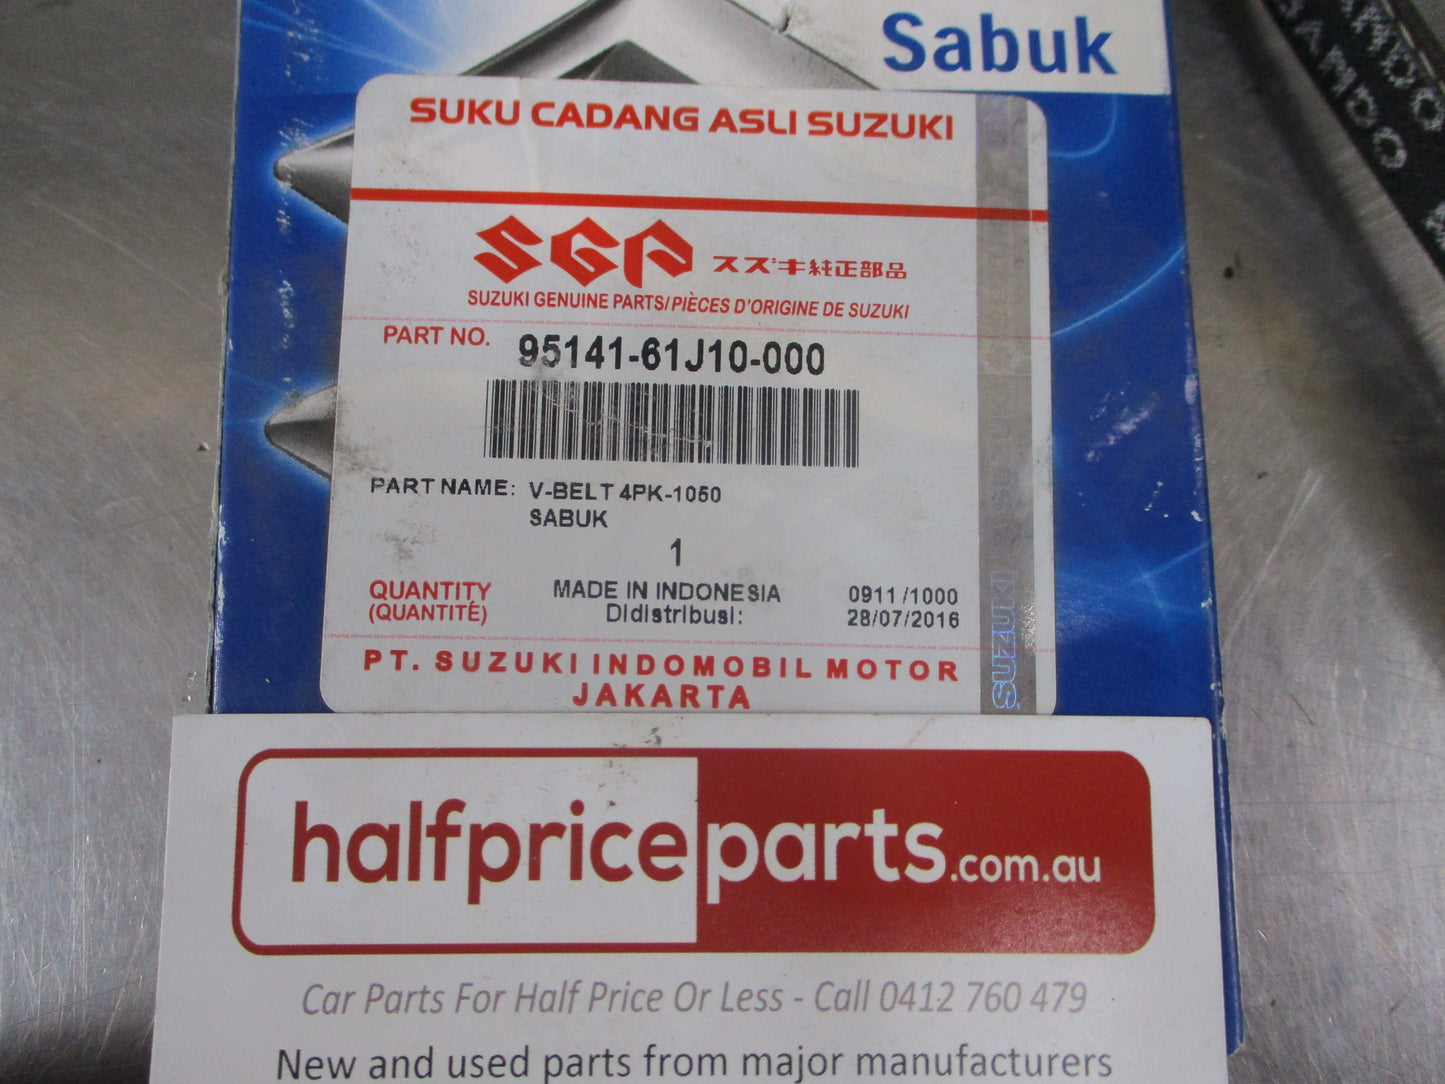 Sabuk
SUKU CADANG ASLI SUZUKI
SGP スズキ純正部品
SUZUKI GENUINE PARTS/PIÈCES D'ORIGINE DE SUZUKI
PART NO. 95141-61J10-000
PART NAME: V-BELT 4PK-1050
SABUK
1
QUANTITY MADE IN INDONESIA 0911 /1000
(QUANTITÉ) Didistribusi: 28/07/2016
PT. SUZUKI INDOMOBIL MOTOR
JAKARTA
SUZUKI
halfpriceparts.com.au
Car Parts For Half Price Or Less - Call 0412 760 479
New and used parts from major manufacturers